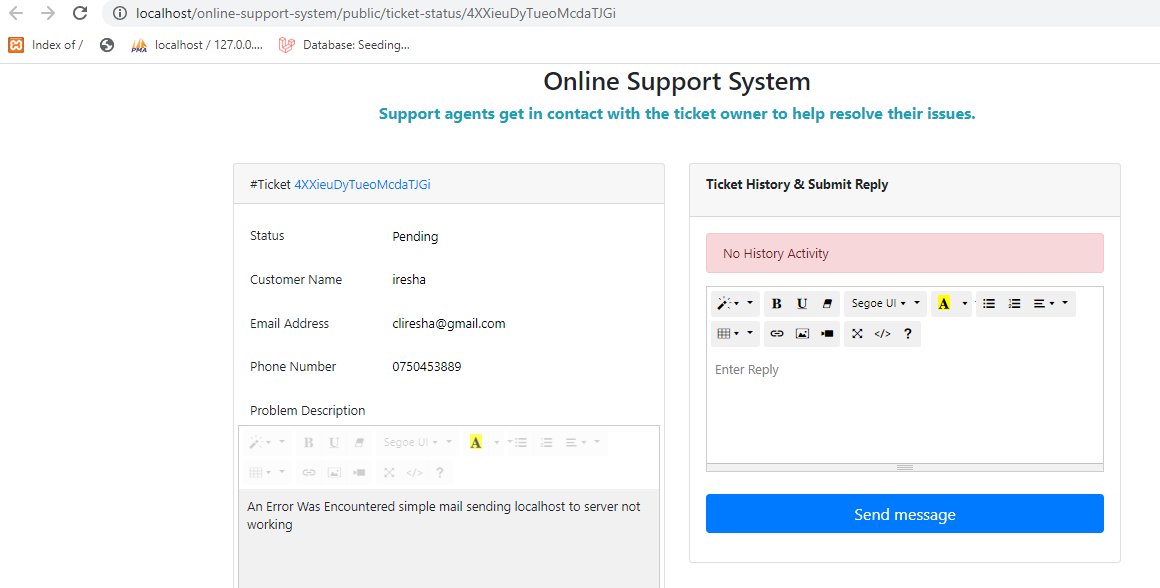 localhost/online-support-system/public/ticket-status/4XXieuDyTueoMcdaTJGi
Index of /
PMA
localhost / 127.0.0....
Database: Seeding...
Online Support System
Support agents get in contact with the ticket owner to help resolve their issues.
#Ticket 4XXieuDyTueoMcdaTJGi
Status Pending
Customer Name iresha
Email Address cliresha@gmail.com
Phone Number 0750453889
Problem Description
B U Segoe UI A
</> ?
An Error Was Encountered simple mail sending localhost to server not
working
Ticket History & Submit Reply
No History Activity
B U Segoe UI A
</> ?
Enter Reply
Send message